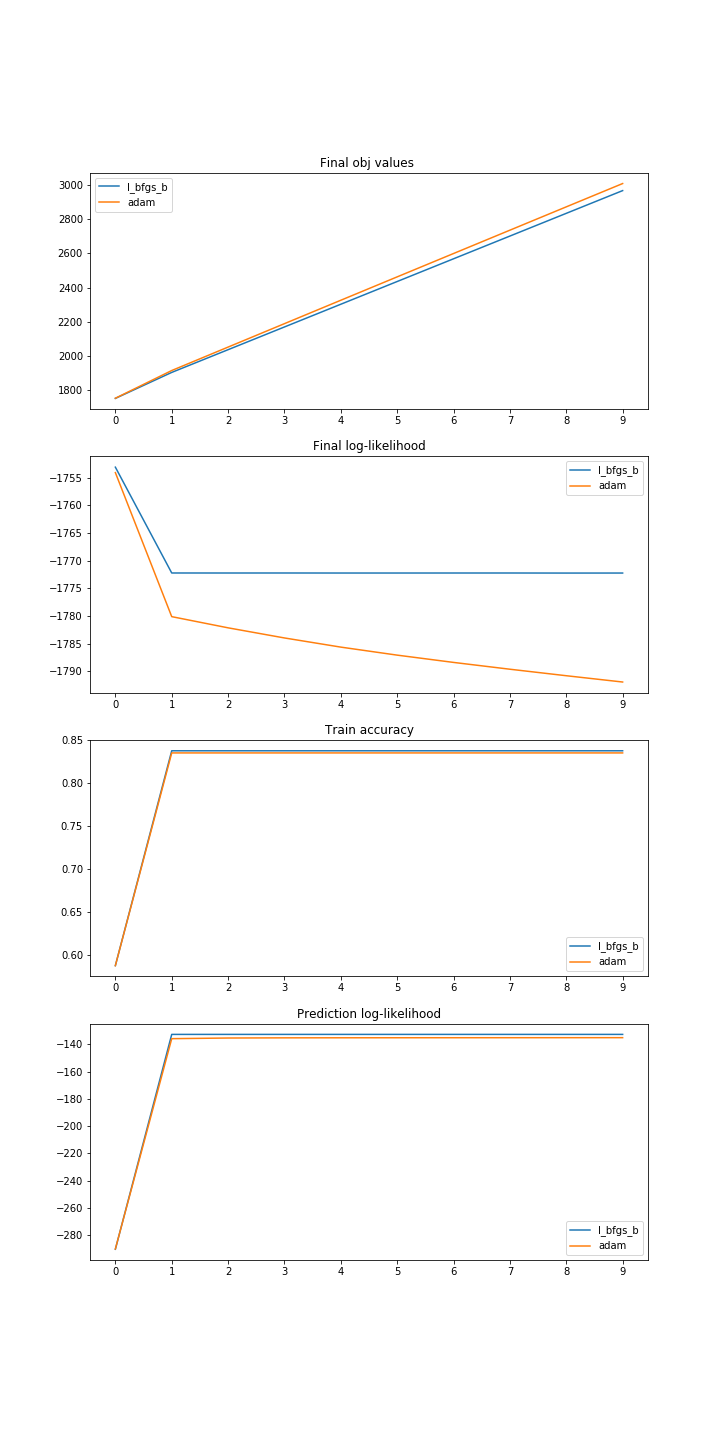 Final obj values
l_bfgs_b
adam
3000
2800
2600
2400
2200
2000
1800
0 1 2 3 4 5 6 7 8 9
Final log-likelihood
l_bfgs_b
adam
−1755
−1760
−1765
−1770
−1775
−1780
−1785
−1790
0 1 2 3 4 5 6 7 8 9
Train accuracy
0.85
0.80
0.75
0.70
0.65
0.60
l_bfgs_b
adam
0 1 2 3 4 5 6 7 8 9
Prediction log-likelihood
−140
−160
−180
−200
−220
−240
−260
−280
l_bfgs_b
adam
0 1 2 3 4 5 6 7 8 9